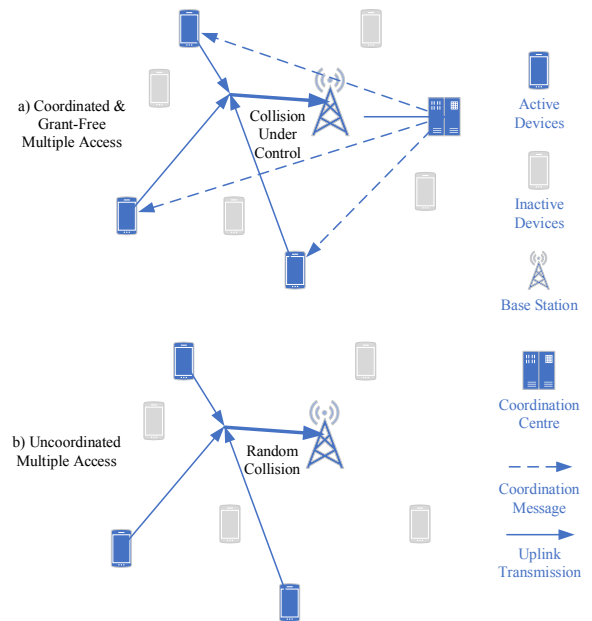 a) Coordinated &
Grant-Free
Multiple Access
Collision
Under
Control
Active
Devices
Inactive
Devices
Base Station
Coordination
Centre
Coordination
Message
Uplink
Transmission
b) Uncoordinated
Multiple Access
Random
Collision